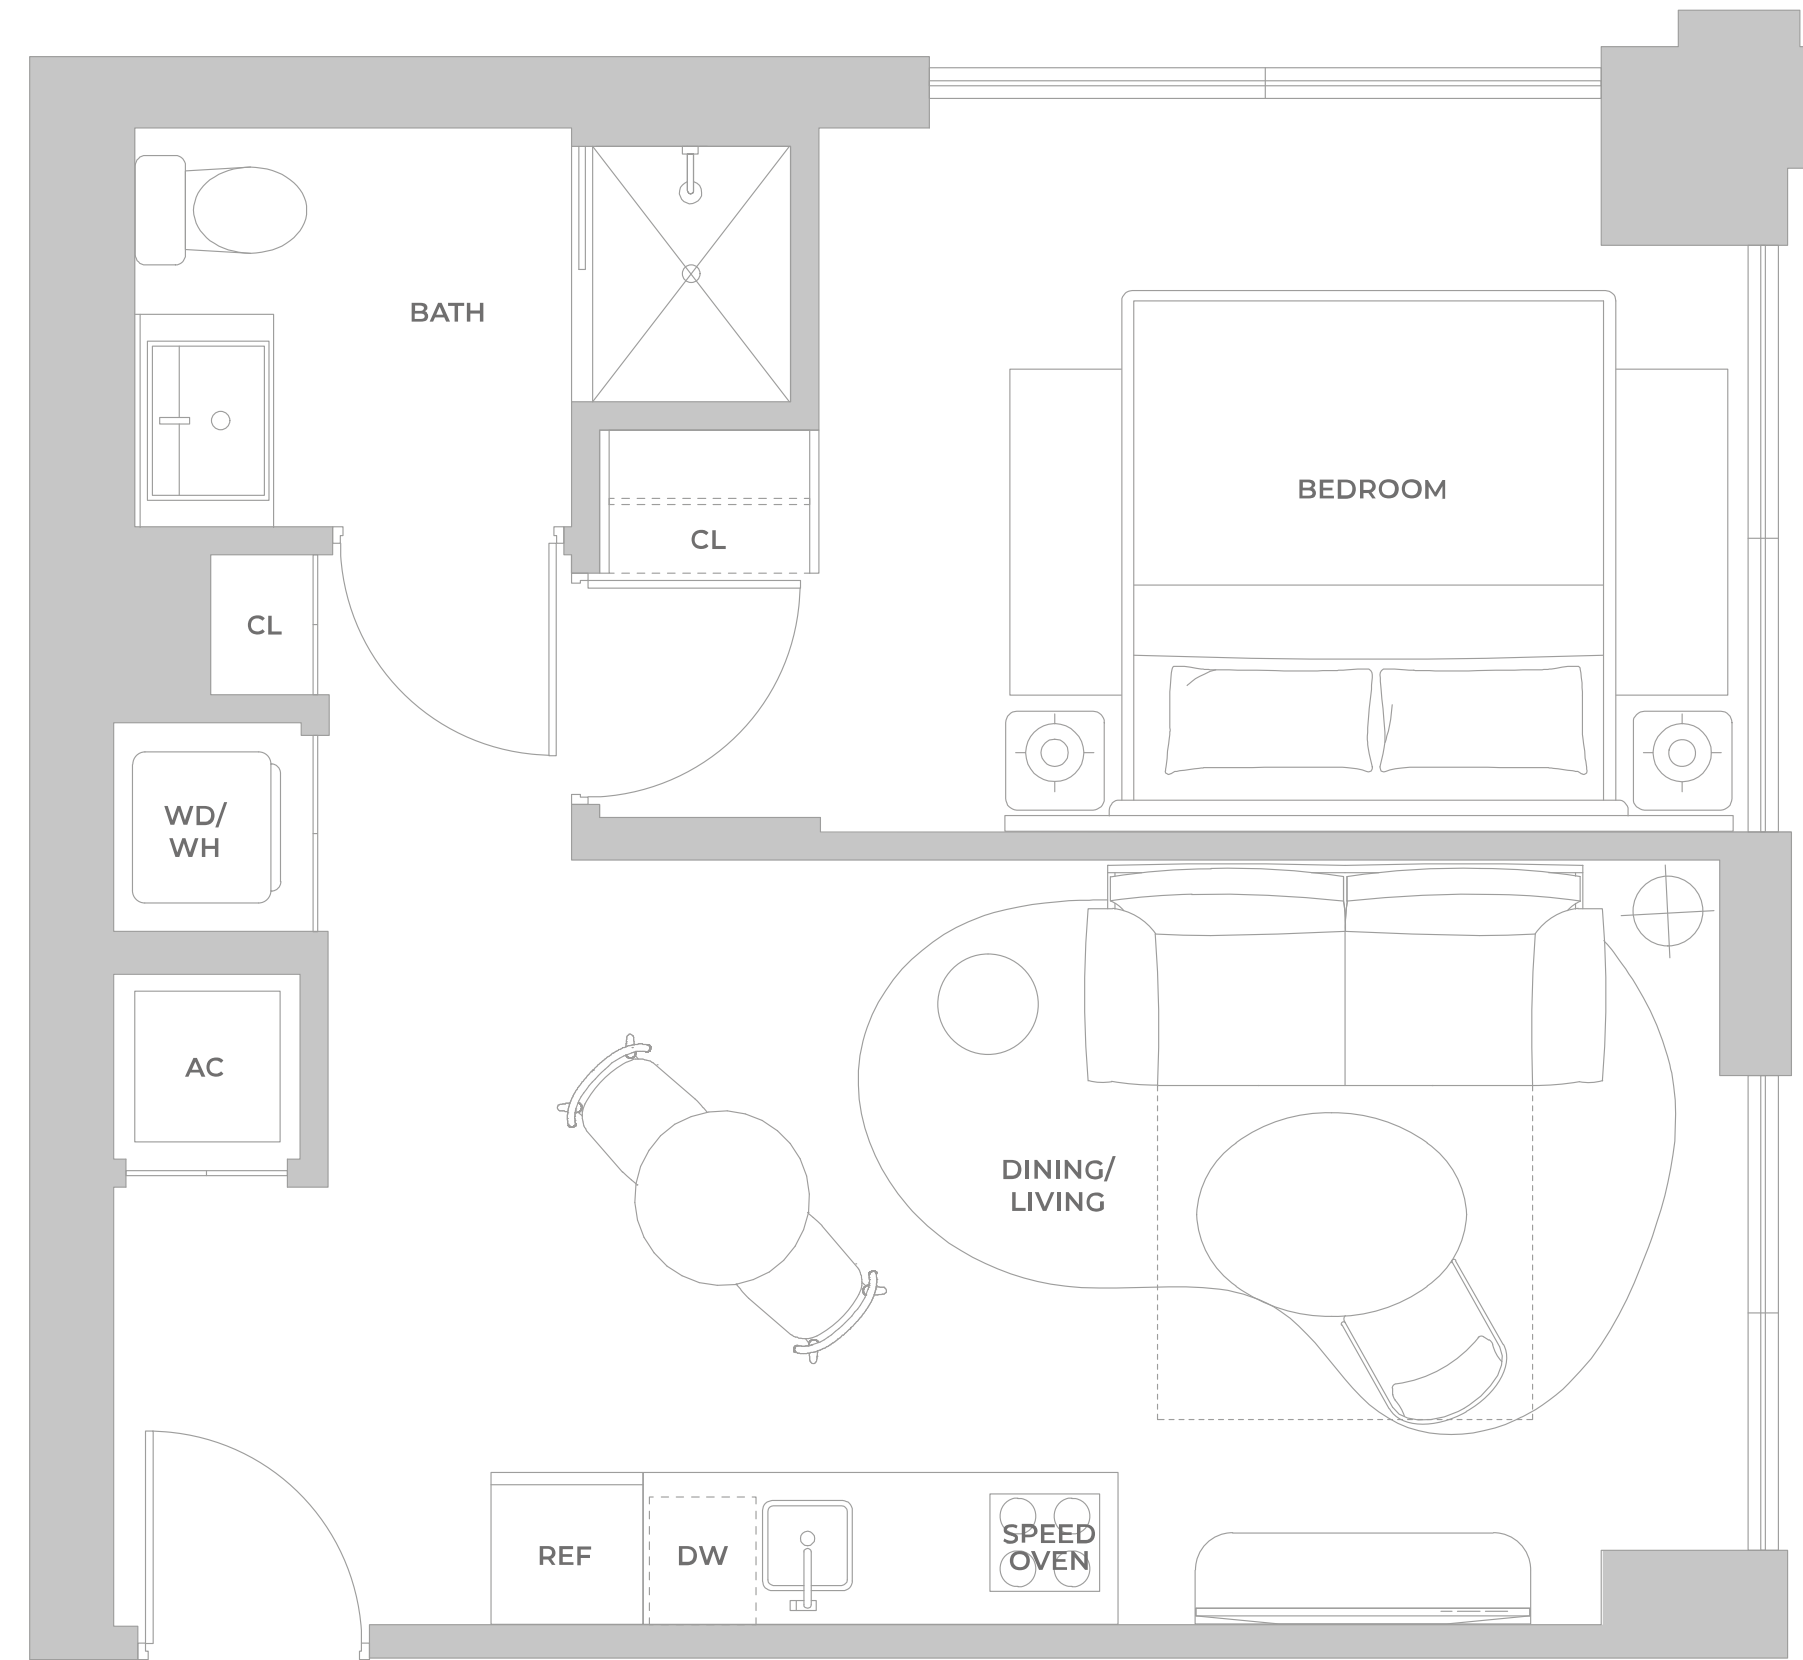 BATH
BEDROOM
CL
CL
WD/
WH
AC
DINING/
LIVING
REF
DW
SPEED
OVEN